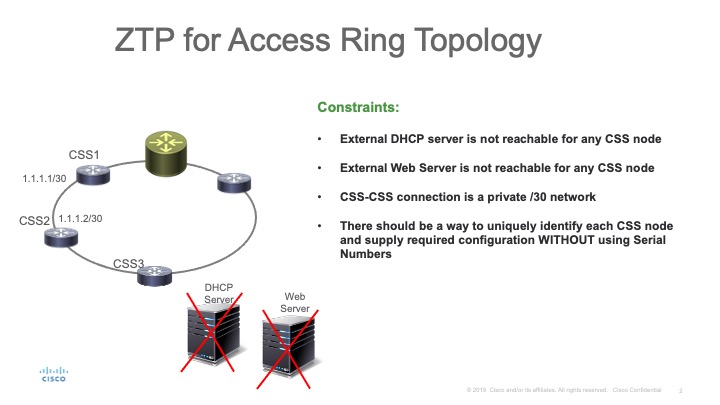 ZTP for Access Ring Topology
Constraints:
• External DHCP server is not reachable for any CSS node
• External Web Server is not reachable for any CSS node
• CSS-CSS connection is a private /30 network
• There should be a way to uniquely identify each CSS node
and supply required configuration WITHOUT using Serial
Numbers
CSS1
1.1.1.1/30
CSS2
1.1.1.2/30
CSS3
DHCP
Server
Web
Server
CISCO
© 2019 Cisco and/or its affiliates. All rights reserved. Cisco Confidential
2